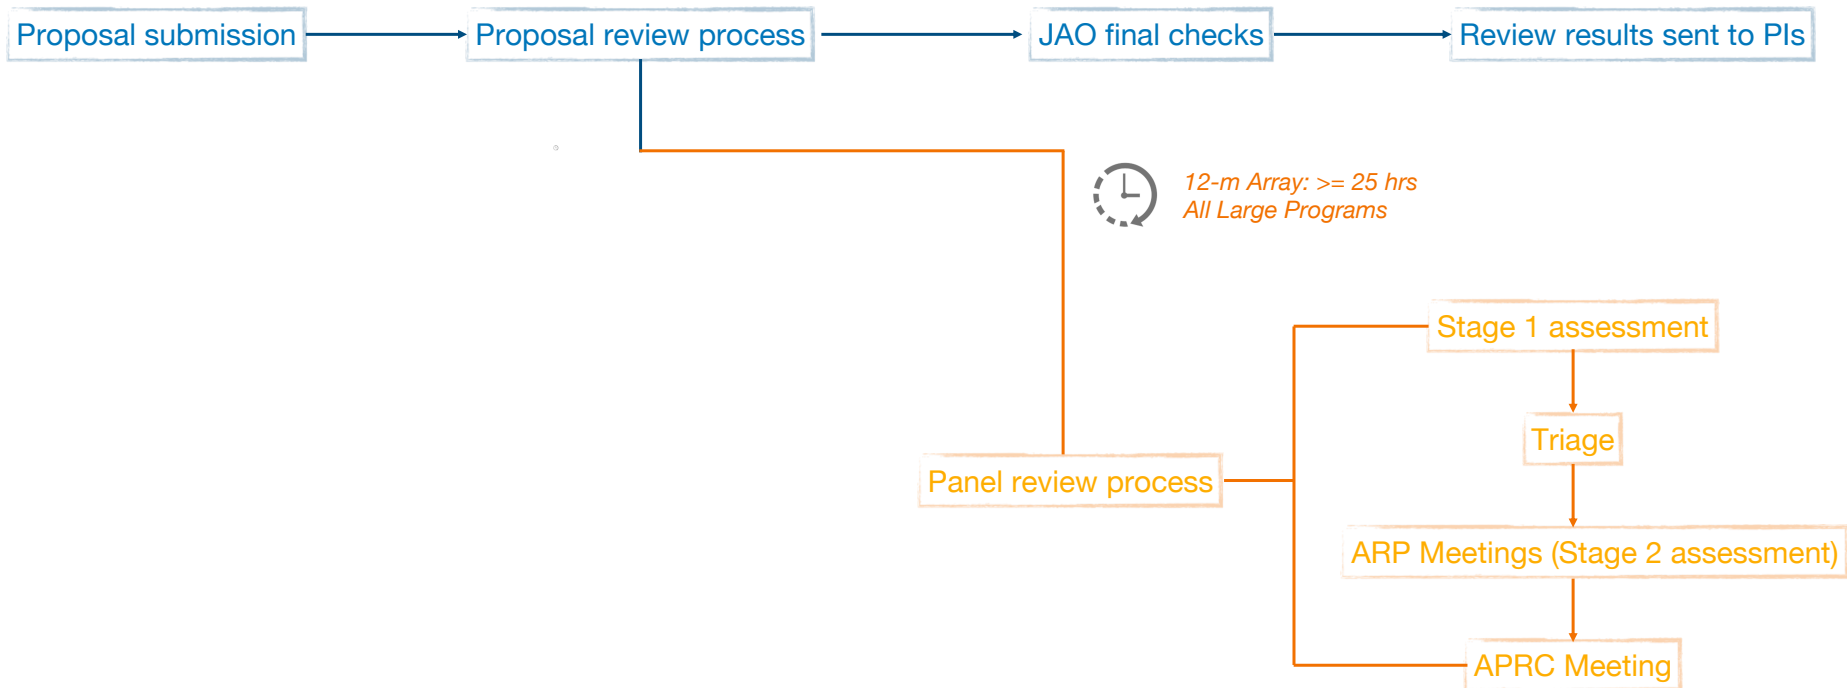 Proposal submission
Proposal review process
JAO final checks
Review results sent to PIs
12-m Array: >= 25 hrs
All Large Programs
Stage 1 assessment
Triage
Panel review process
ARP Meetings (Stage 2 assessment)
APRC Meeting